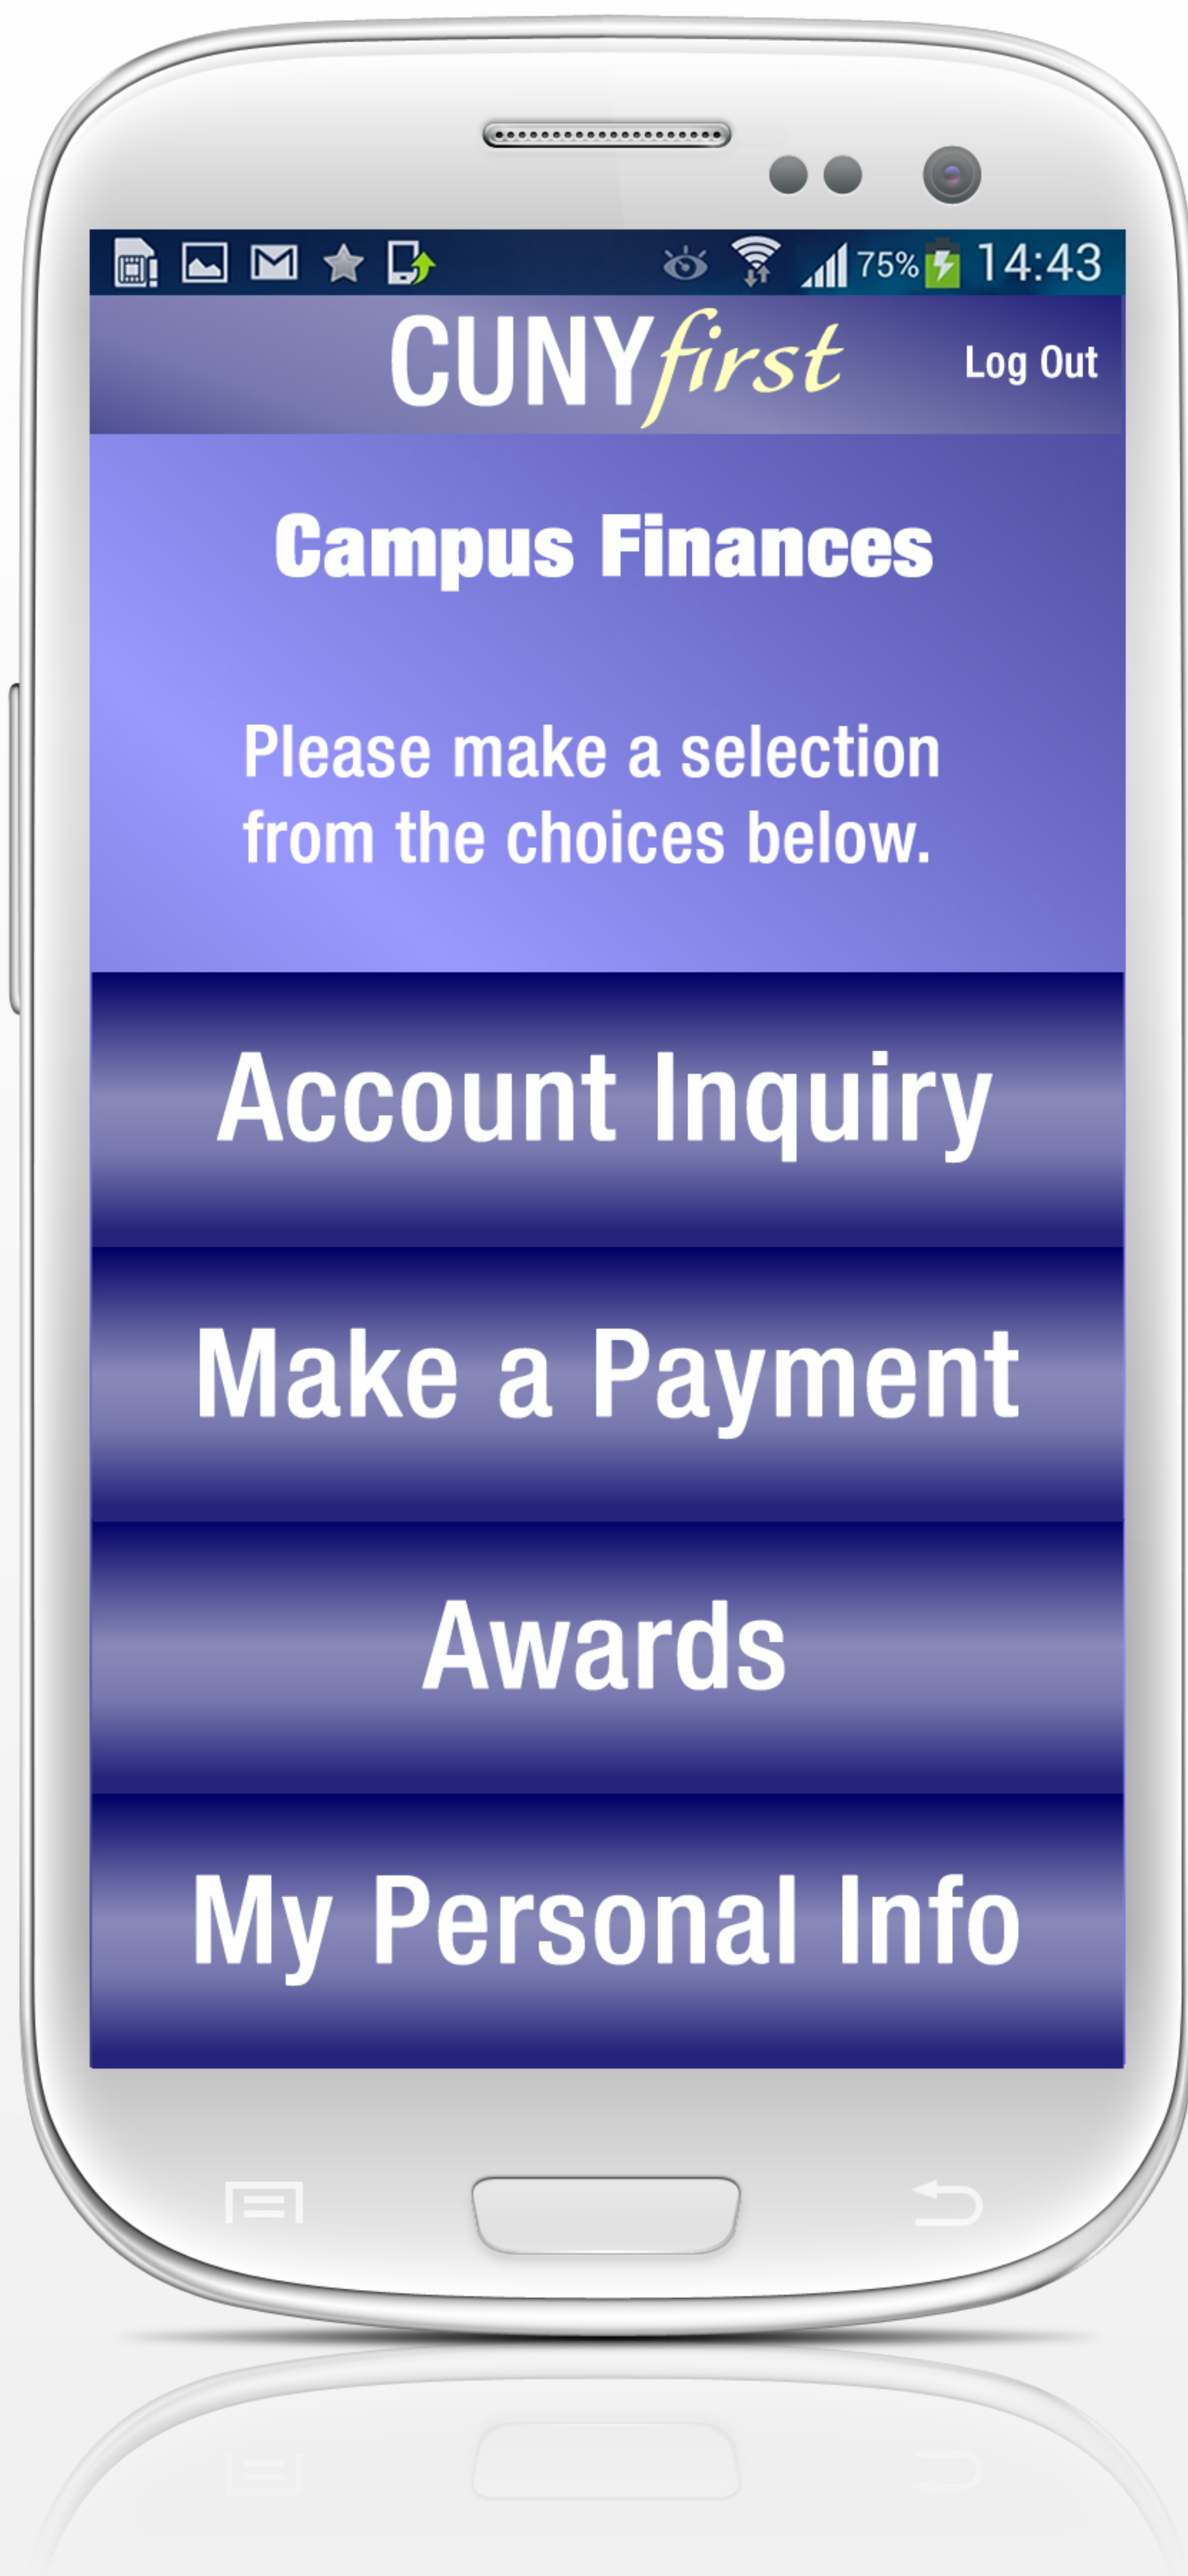 75% 14:43
CUNYfirst Log Out
Campus Finances
Please make a selection
from the choices below.
Account Inquiry
Make a Payment
Awards
My Personal Info